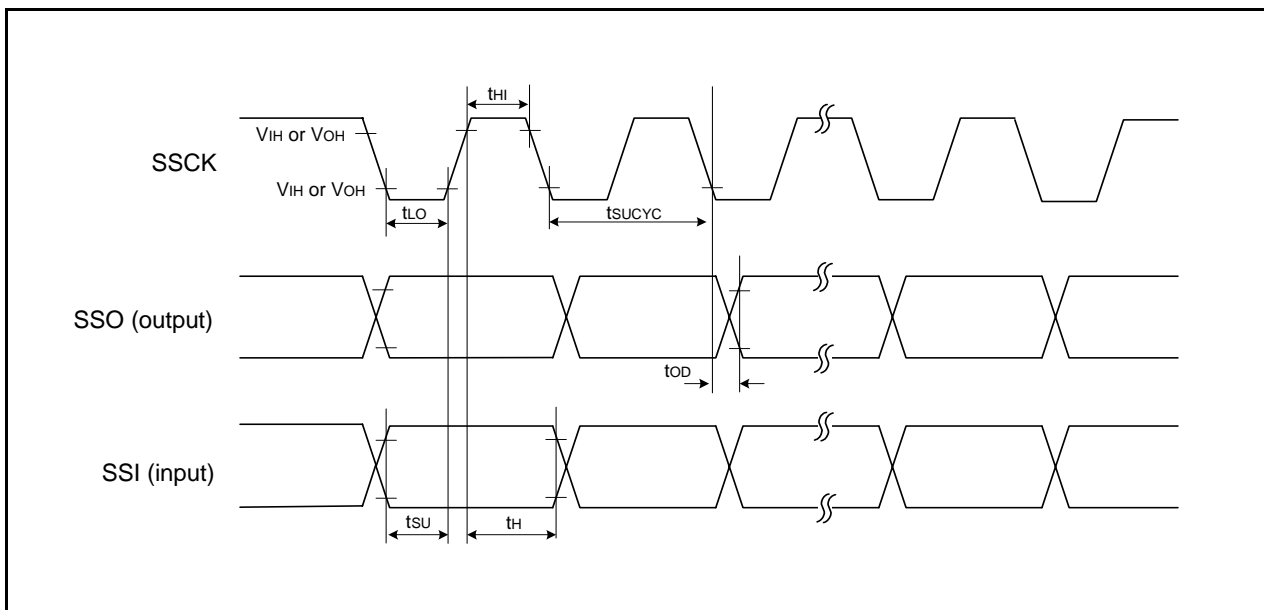 tHI
VIH or VOH
SSCK
VIH or VOH
tLO
tSUCYC
SSO (output)
tOD
SSI (input)
tSU
tH